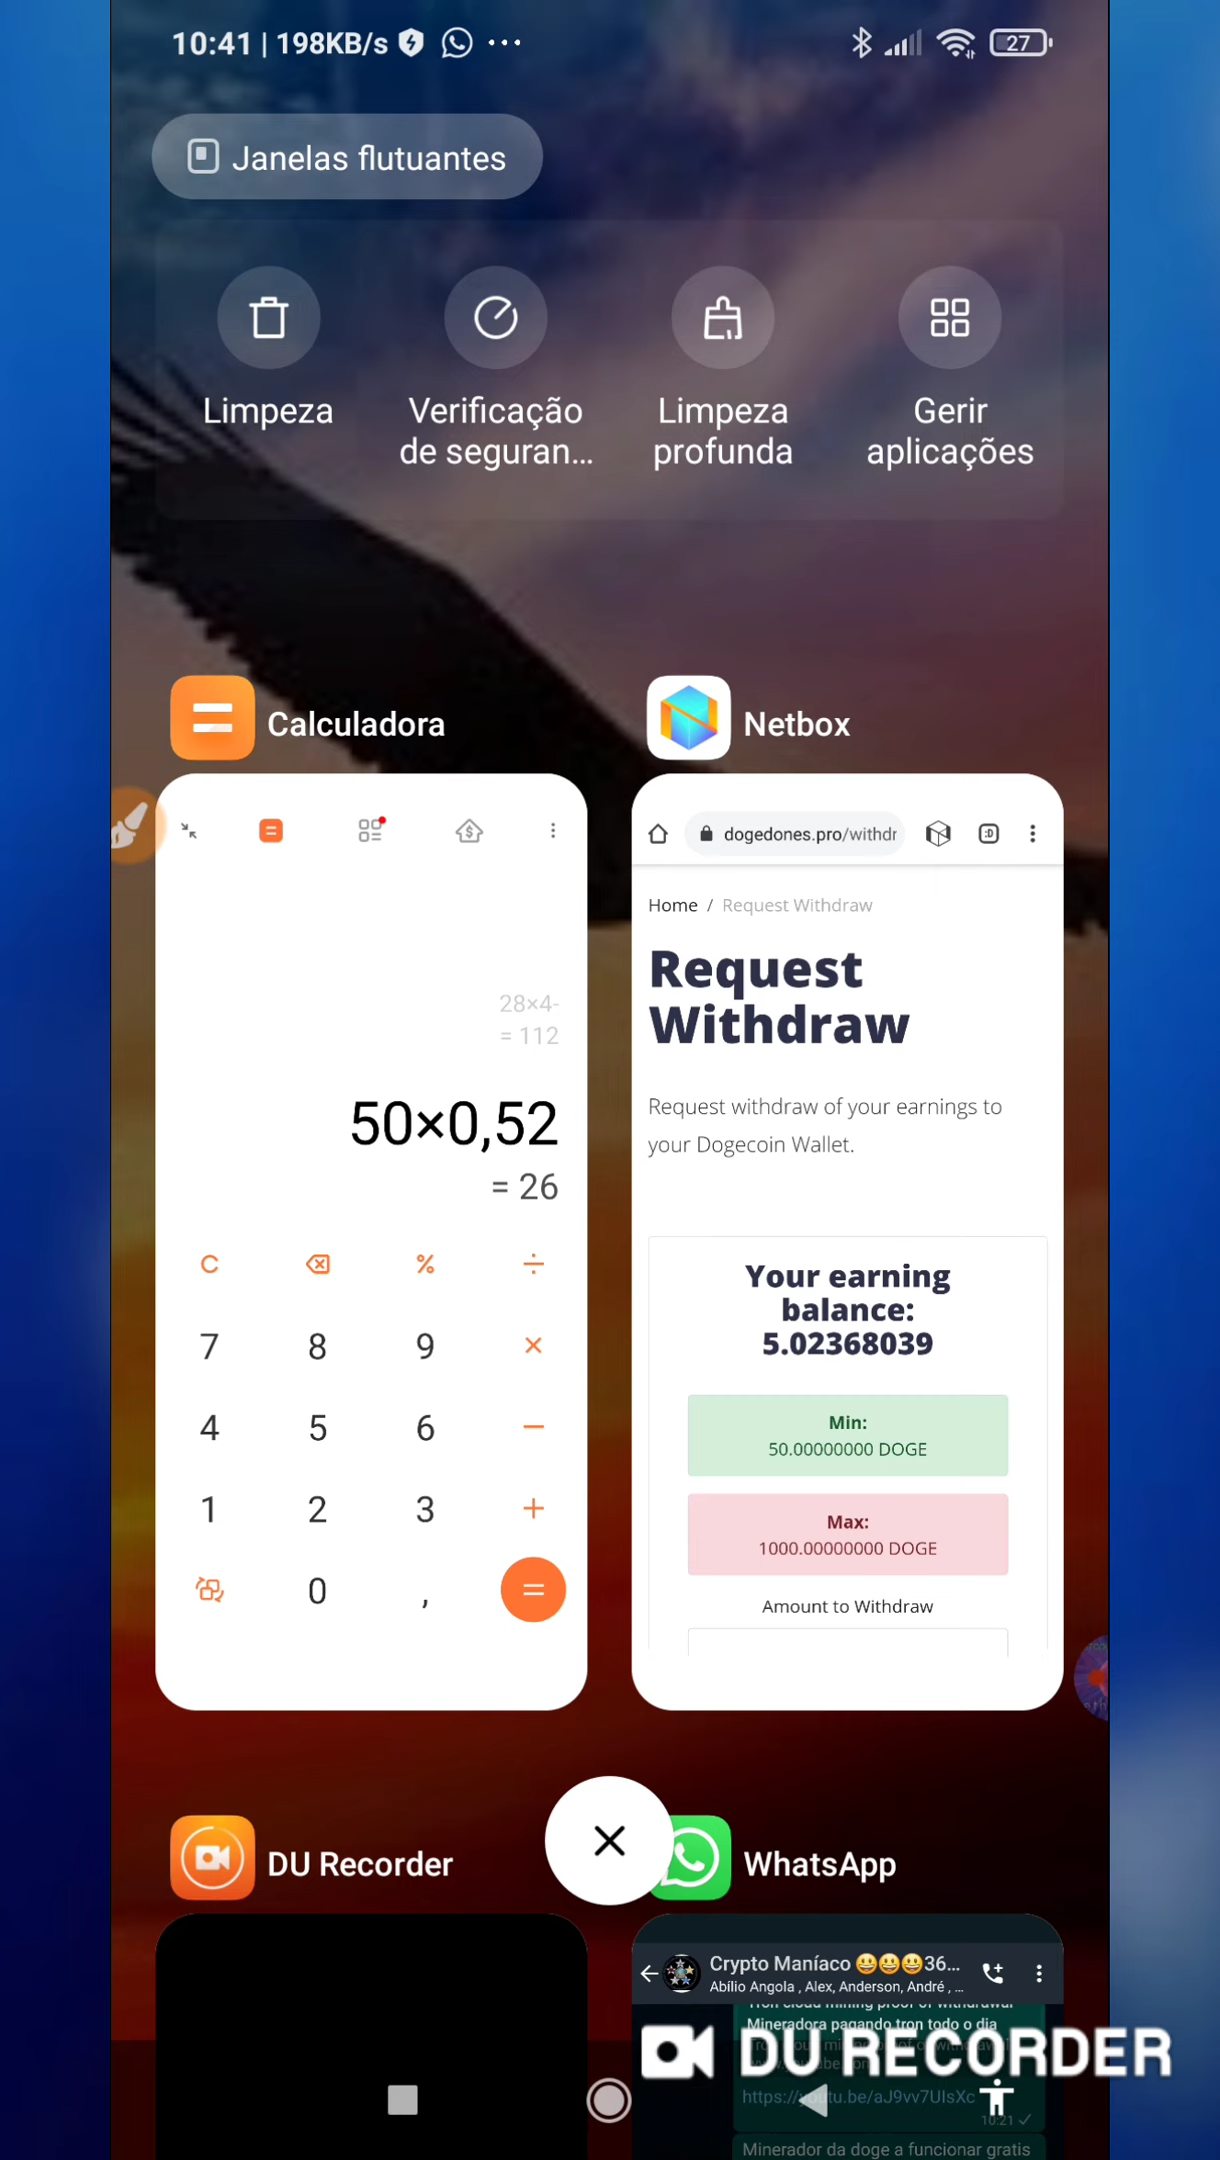 10:41 | 198KB/s
27
Janelas flutuantes
Limpeza
Verificação
de seguran...
Limpeza
profunda
Gerir
aplicações
Calculadora
28×4-
= 112
50×0,52
= 26
C % ÷
7 8 9 ×
4 5 6 −
1 2 3 +
0 , =
Netbox
dogedones.pro/withdr
:D
Home / Request Withdraw
Request
Withdraw
Request withdraw of your earnings to
your Dogecoin Wallet.
Your earning
balance:
5.02368039
Min:
50.00000000 DOGE
Max:
1000.00000000 DOGE
Amount to Withdraw
DU Recorder
WhatsApp
Crypto Maníaco 😀😀😀36...
Abílio Angola , Alex, Anderson, André , ...
Tron cloud mining proof of withdrawal
Mineradora pagando tron todo o dia
DU RECORDER
https://youtu.be/aJ9vv7UIsXc
10:21
Minerador da doge a funcionar gratis